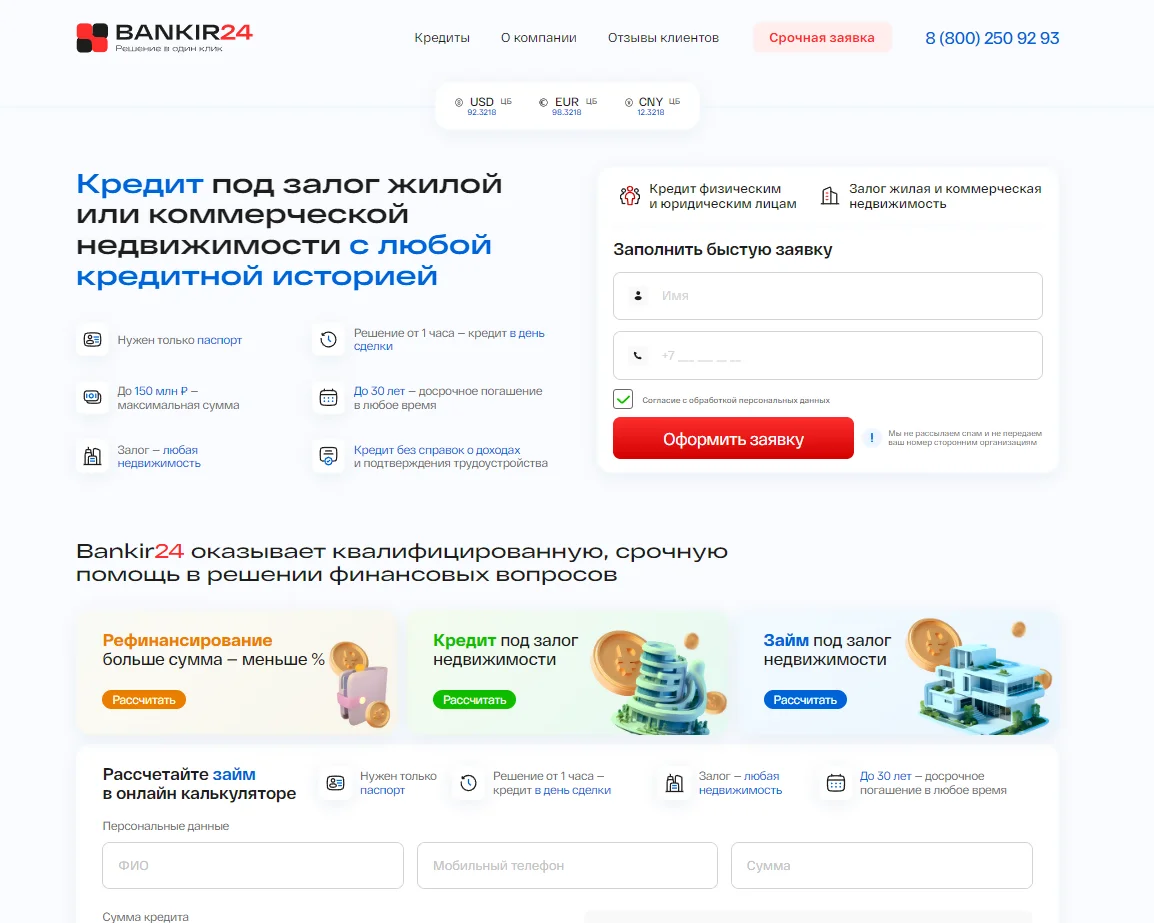 BANKIR24
Решение в один клик
Кредиты
О компании
Отзывы клиентов
Срочная заявка
8 (800) 250 92 93
USD ЦБ
92.3218
EUR ЦБ
98.3218
CNY ЦБ
12.3218
Кредит под залог жилой
или коммерческой
недвижимости с любой
кредитной историей
Нужен только паспорт
Решение от 1 часа – кредит в день
сделки
До 150 млн ₽ –
максимальная сумма
До 30 лет – досрочное погашение
в любое время
Залог – любая
недвижимость
Кредит без справок о доходах
и подтверждения трудоустройства
Кредит физическим
и юридическим лицам
Залог жилая и коммерческая
недвижимость
Заполнить быстую заявку
Имя
+7 ___ ___ __ __
Согласие с обработкой персональных данных
Оформить заявку
Мы не рассылаем спам и не передаем
ваш номер сторонним организациям
Bankir24 оказывает квалифицированную, срочную
помощь в решении финансовых вопросов
Рефинансирование
больше сумма – меньше %
Рассчитать
Кредит под залог
недвижимости
Рассчитать
Займ под залог
недвижимости
Рассчитать
Рассчетайте займ
в онлайн калькуляторе
Нужен только
паспорт
Решение от 1 часа –
кредит в день сделки
Залог – любая
недвижимость
До 30 лет – досрочное
погашение в любое время
Персональные данные
ФИО
Мобильный телефон
Сумма
Сумма кредита